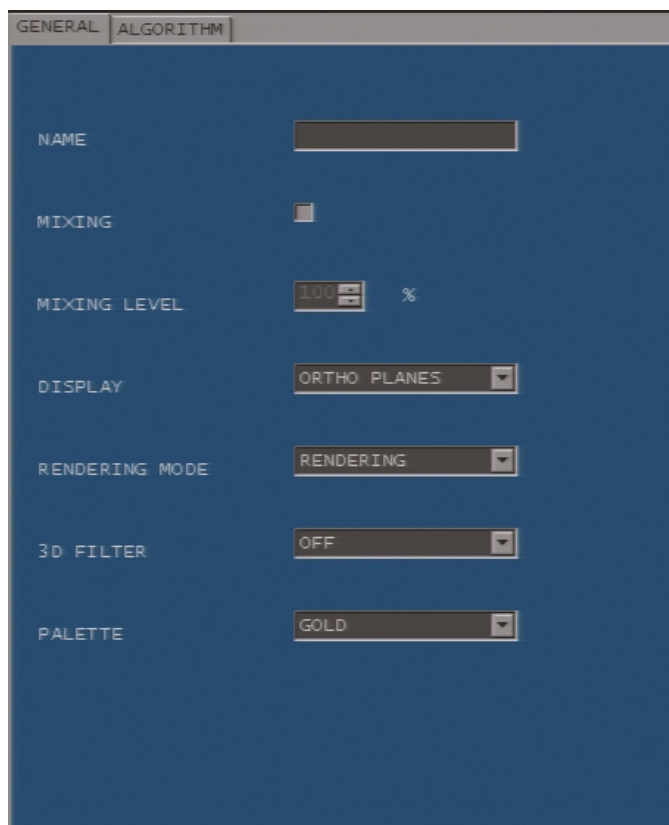 GENERAL ALGORITHM
NAME
MIXING
MIXING LEVEL 100 %
DISPLAY ORTHO PLANES
RENDERING MODE RENDERING
3D FILTER OFF
PALETTE GOLD